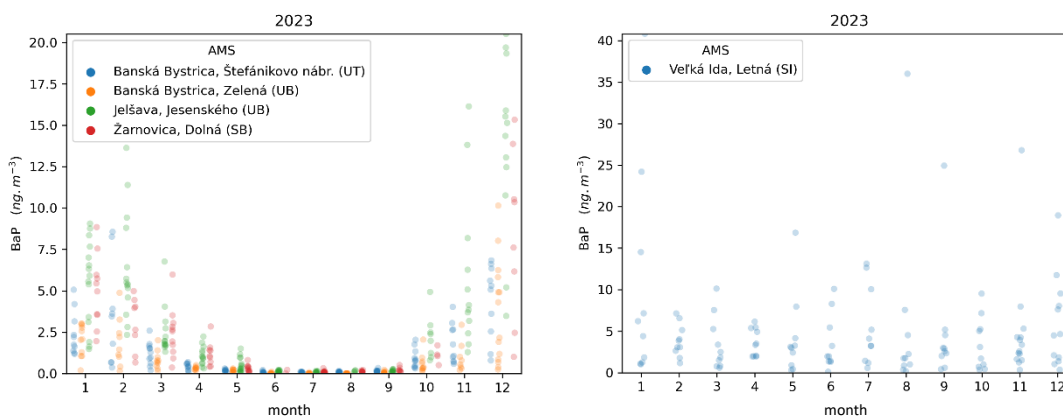 2023
AMS
Banská Bystrica, Štefánikovo nábr. (UT)
Banská Bystrica, Zelená (UB)
Jelšava, Jesenského (UB)
Žarnovica, Dolná (SB)
20.0
17.5
15.0
12.5
10.0
7.5
5.0
2.5
0.0
BaP (ng.m⁻³)
1 2 3 4 5 6 7 8 9 10 11 12
month
2023
AMS
Veľká Ida, Letná (SI)
40
35
30
25
20
15
10
5
0
BaP (ng.m⁻³)
1 2 3 4 5 6 7 8 9 10 11 12
month